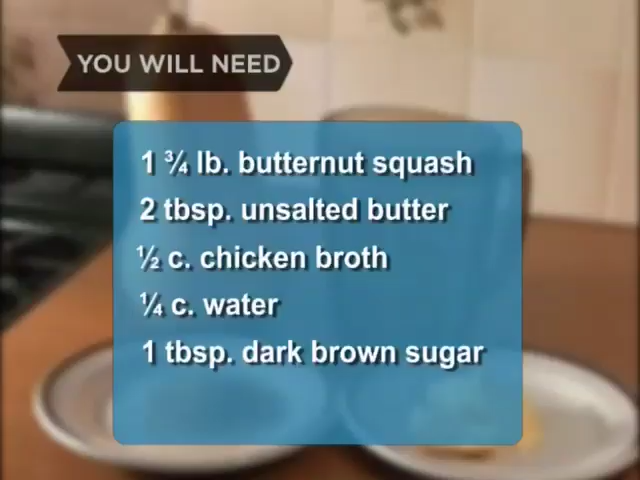 YOU WILL NEED
1 ¾ lb. butternut squash
2 tbsp. unsalted butter
½ c. chicken broth
¼ c. water
1 tbsp. dark brown sugar